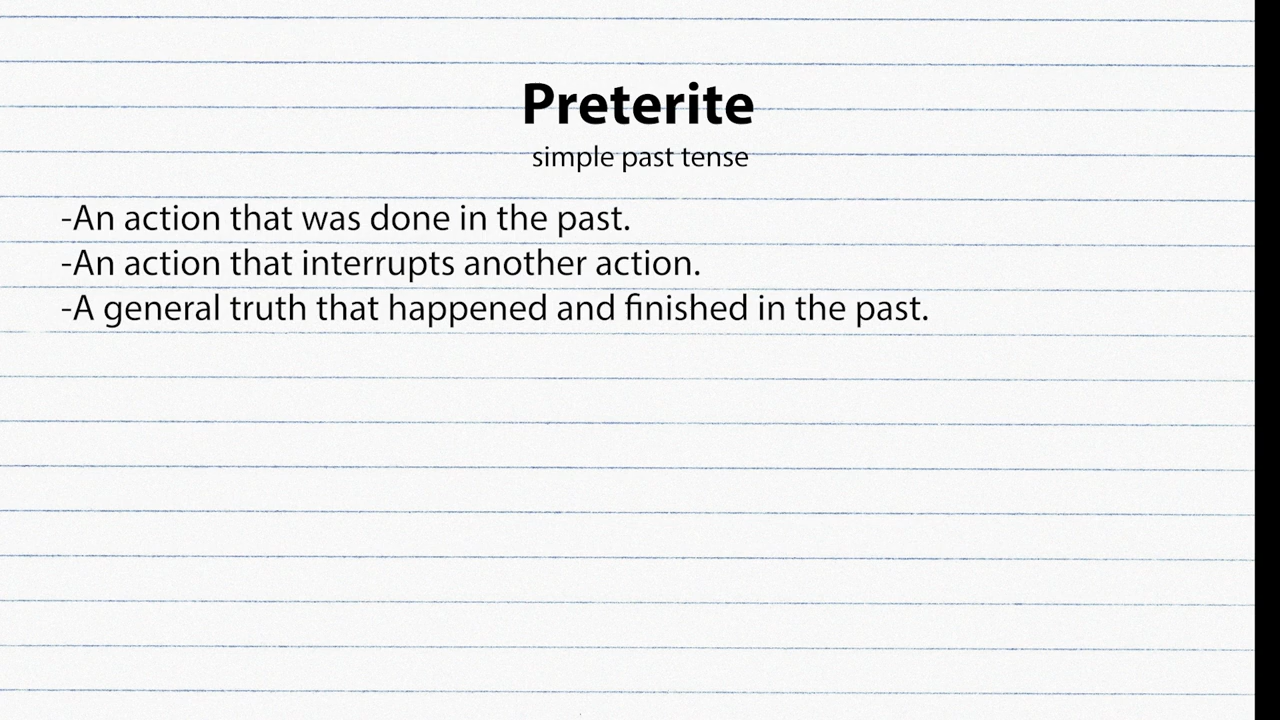 Preterite
simple past tense
-An action that was done in the past.
-An action that interrupts another action.
-A general truth that happened and finished in the past.